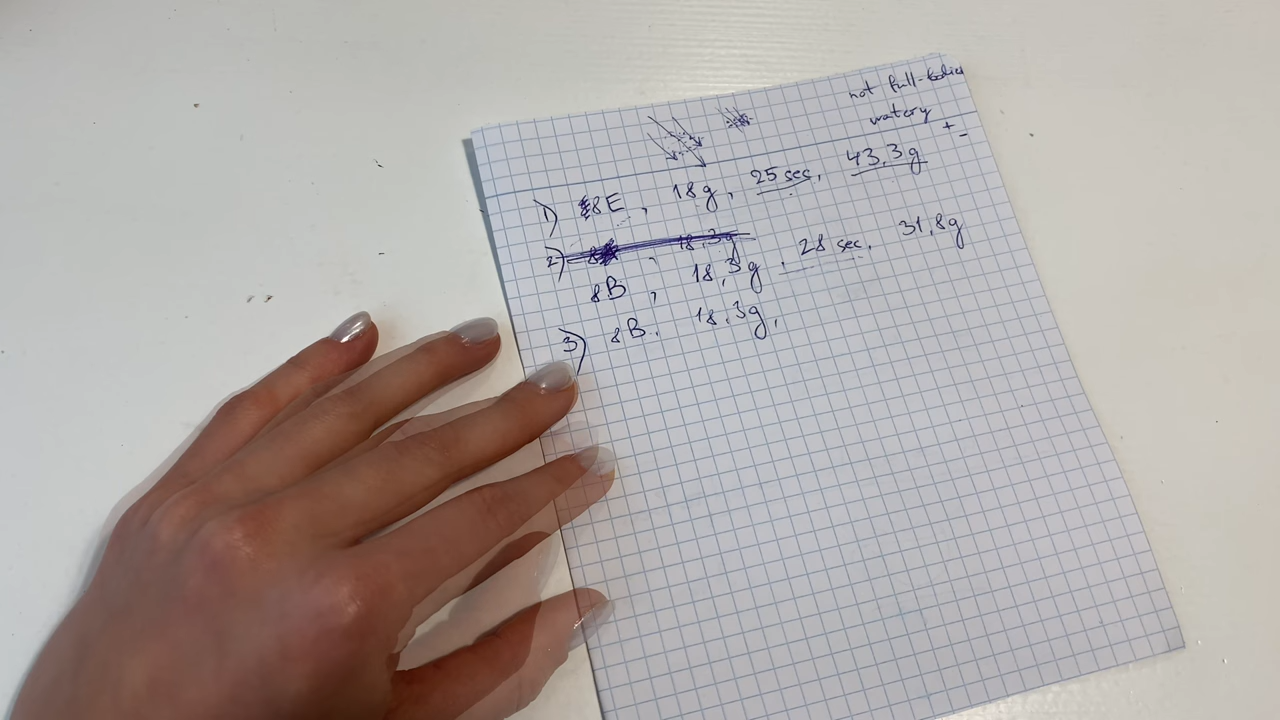 not full-bodied
watery + -
1) 8E, 18g, 25 sec, 43,3g
2) 18,3g
8B, 18,3g, 28 sec, 31,8g
3) 8B, 18,3g,